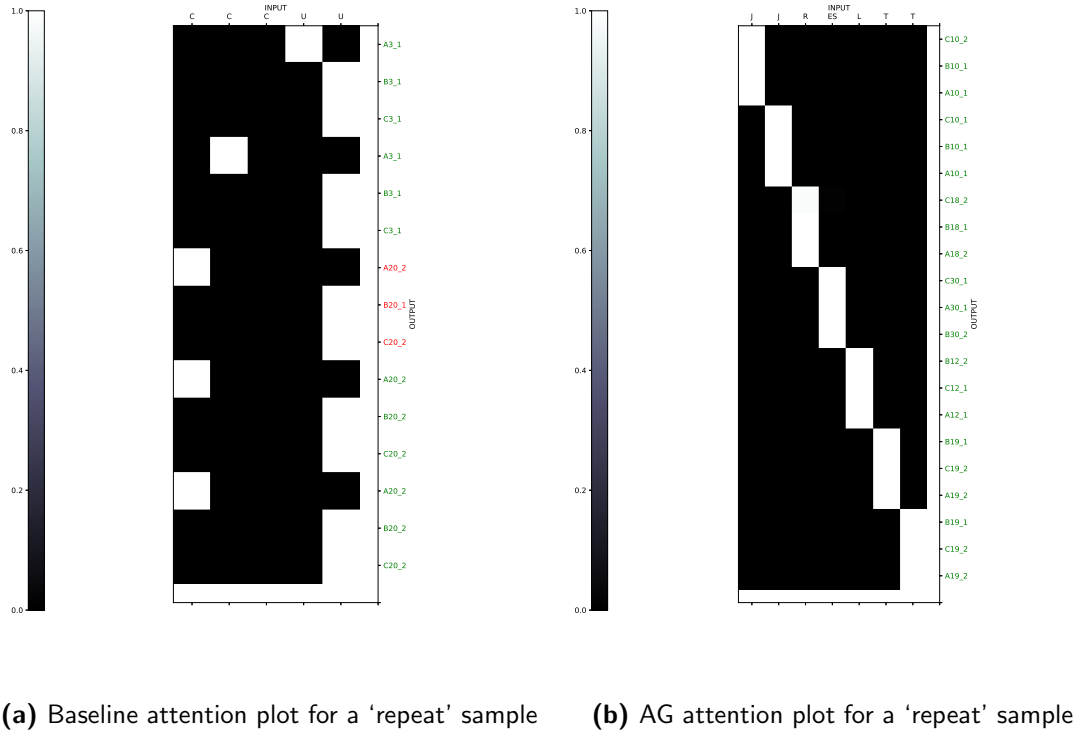 INPUT
C C C U U
1.0
0.8
0.6
0.4
0.2
0.0
A3_1
B3_1
C3_1
A3_1
B3_1
C3_1
A20_2
B20_1
C20_2
A20_2
B20_2
C20_2
A20_2
B20_2
C20_2
OUTPUT
INPUT
J J R ES L T T
1.0
0.8
0.6
0.4
0.2
0.0
C10_2
B10_1
A10_1
C10_1
B10_1
A10_1
C18_2
B18_1
A18_2
C30_1
A30_1
B30_2
B12_2
C12_1
A12_1
B19_1
C19_2
A19_2
B19_1
C19_2
A19_2
OUTPUT
(a) Baseline attention plot for a ‘repeat’ sample
(b) AG attention plot for a ‘repeat’ sample